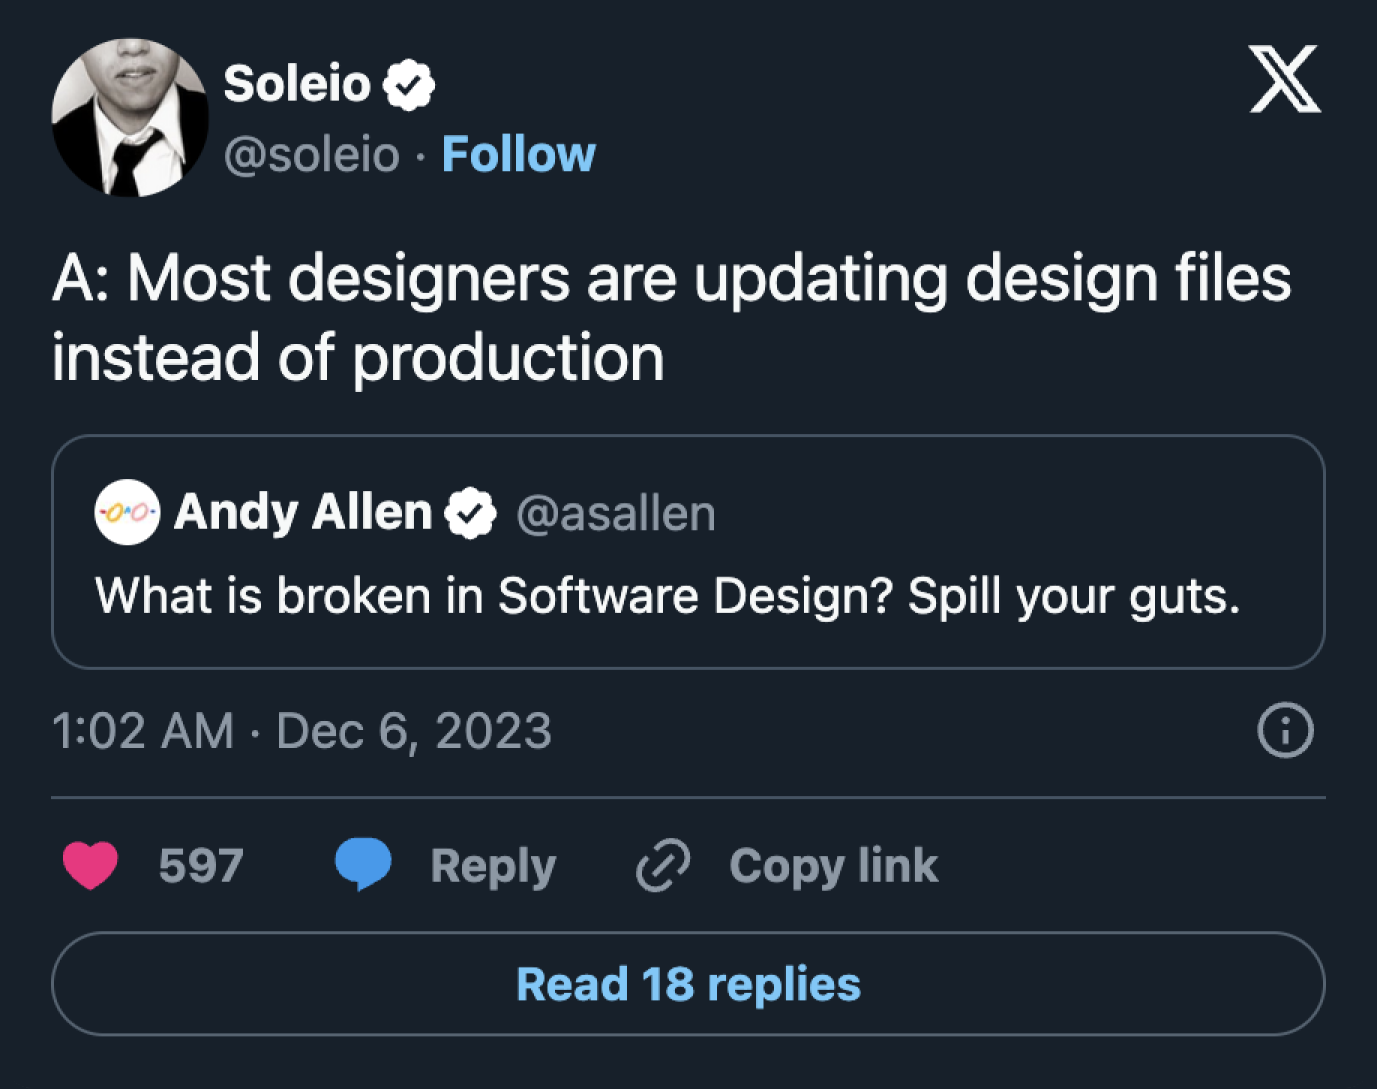 Soleio
@soleio · Follow
A: Most designers are updating design files
instead of production
Andy Allen @asallen
What is broken in Software Design? Spill your guts.
1:02 AM · Dec 6, 2023
597 Reply Copy link
Read 18 replies